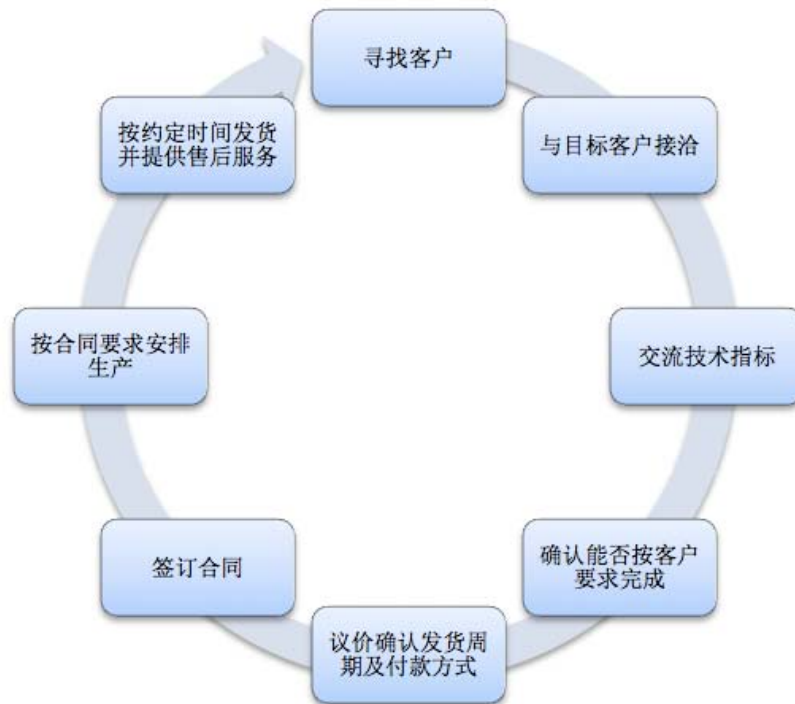 寻找客户
与目标客户接洽
交流技术指标
确认能否按客户
要求完成
议价确认发货周
期及付款方式
签订合同
按合同要求安排
生产
按约定时间发货
并提供售后服务